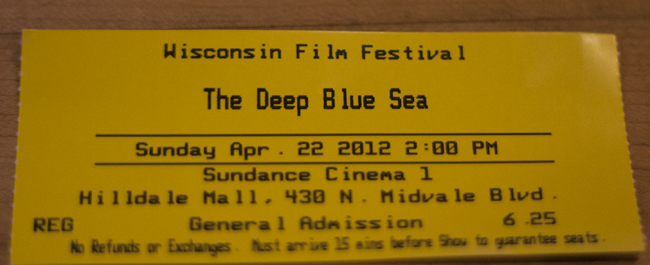 Wisconsin Film Festival
The Deep Blue Sea
Sunday Apr. 22 2012 2:00 PM
Sundance Cinema 1
Hilldale Mall, 430 N. Midvale Blvd.
REG General Admission 6.25
No Refunds or Exchanges. Must arrive 15 mins before Show to guarantee seats.